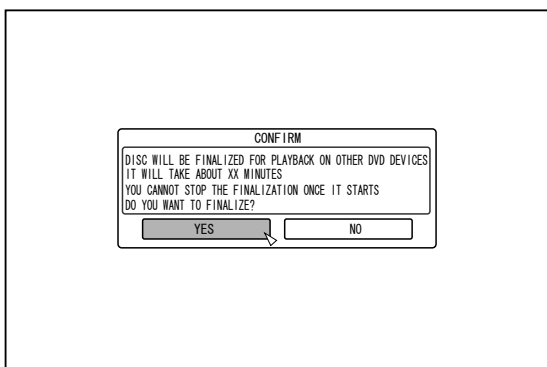 CONFIRM
DISC WILL BE FINALIZED FOR PLAYBACK ON OTHER DVD DEVICES
IT WILL TAKE ABOUT XX MINUTES
YOU CANNOT STOP THE FINALIZATION ONCE IT STARTS
DO YOU WANT TO FINALIZE?
YES NO